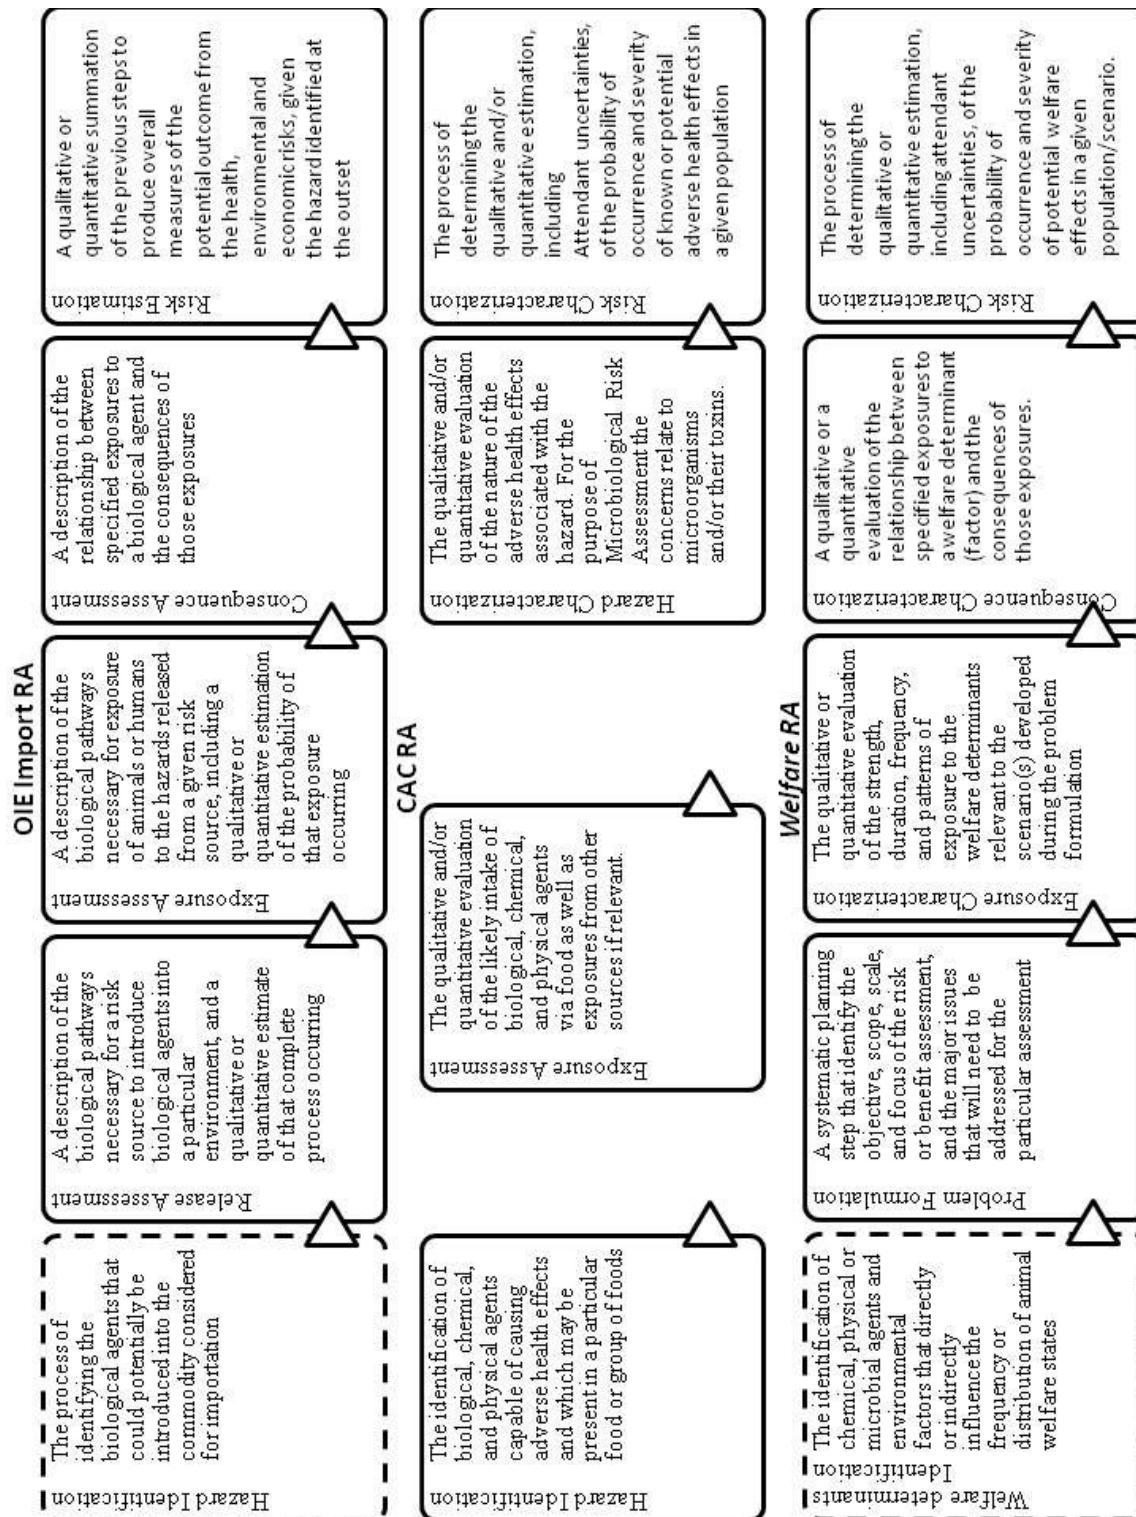 OIE Import RA
Hazard Identification
The process of
identifying the
biological agents that
could potentially be
introduced into the
commodity considered
for importation
Release Assessment
A description of the
biological pathways
necessary for a risk
source to introduce
biological agents into
a particular
environment, and a
qualitative or
quantitative estimate
of that complete
process occurring
Exposure Assessment
A description of the
biological pathways
necessary for exposure
of animals or humans
to the hazards released
from a given risk
source, including a
qualitative or
quantitative estimation
of the probability of
that exposure
occurring
Consequence Assessment
A description of the
relationship between
specified exposures to
a biological agent and
the consequences of
those exposures
Risk Estimation
A qualitative or
quantitative summation
of the previous steps to
produce overall
measures of the
potential outcome from
the health,
environmental and
economic risks, given
the hazard identified at
the outset
CAC RA
Hazard Identification
The identification of
biological, chemical,
and physical agents
capable of causing
adverse health effects
and which may be
present in a particular
food or group of foods
Exposure Assessment
The qualitative and/or
quantitative evaluation
of the likely intake of
biological, chemical,
and physical agents
via food as well as
exposures from other
sources if relevant.
Hazard Characterization
The qualitative and/or
quantitative evaluation
of the nature of the
adverse health effects
associated with the
hazard. For the
purpose of
Microbiological Risk
Assessment the
concerns relate to
microorganisms
and/or their toxins.
Risk Characterization
The process of
determining the
qualitative and/or
quantitative estimation,
including
Attendant uncertainties,
of the probability of
occurrence and severity
of known or potential
adverse health effects in
a given population
Welfare RA
Welfare determinants
Identification
The identification of
chemical, physical or
microbial agents and
environmental
factors that directly
or indirectly
influence the
frequency or
distribution of animal
welfare states
Problem Formulation
A systematic planning
step that identify the
objective, scope, scale,
and focus of the risk
or benefit assessment,
and the major issues
that will need to be
addressed for the
particular assessment
Exposure Characterization
The qualitative or
quantitative evaluation
of the strength,
duration, frequency,
and patterns of
exposure to the
welfare determinants
relevant to the
scenario(s) developed
during the problem
formulation
Consequence Characterization
A qualitative or a
quantitative
evaluation of the
relationship between
specified exposures to
a welfare determinant
(factor) and the
consequences of
those exposures.
Risk Characterization
The process of
determining the
qualitative or
quantitative estimation,
including attendant
uncertainties, of the
probability of
occurrence and severity
of potential welfare
effects in a given
population/scenario.